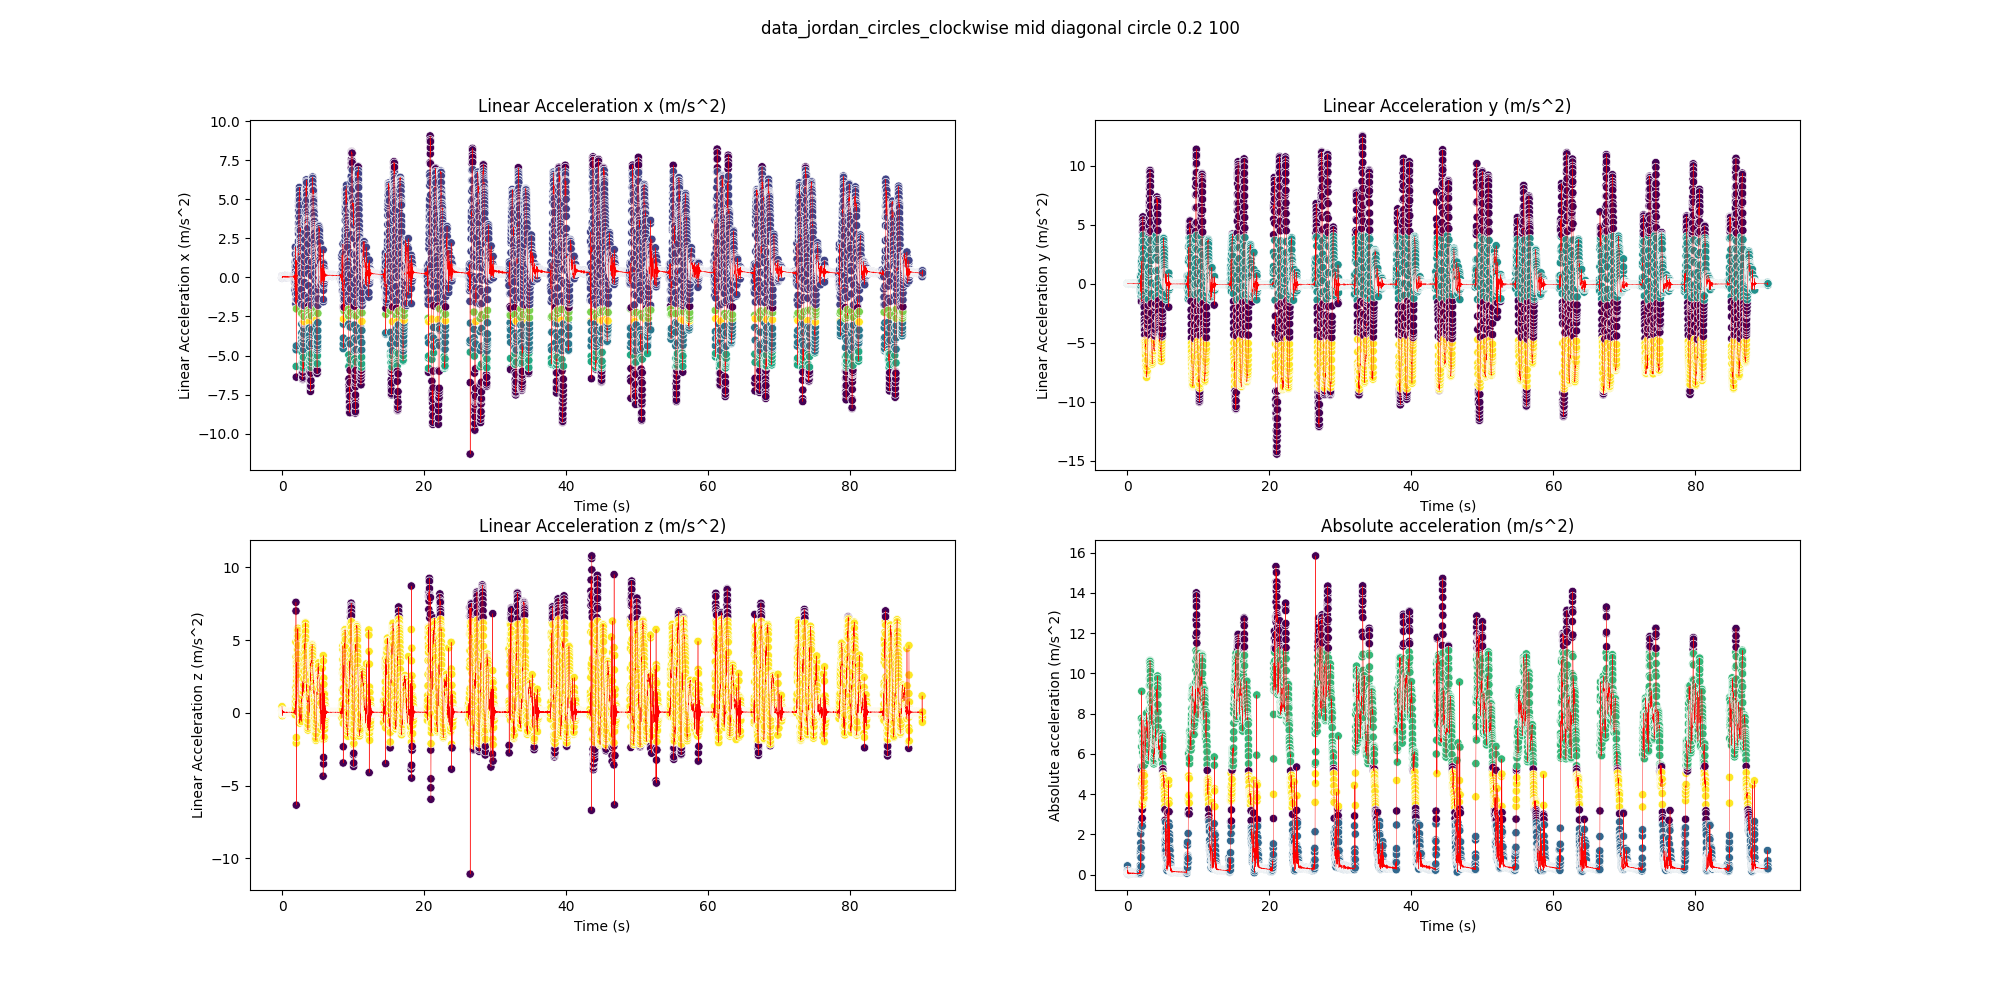 data_jordan_circles_clockwise mid diagonal circle 0.2 100
Linear Acceleration x (m/s^2)
Linear Acceleration x (m/s^2)
10.0
7.5
5.0
2.5
0.0
−2.5
−5.0
−7.5
−10.0
0 20 40 60 80
Time (s)
Linear Acceleration y (m/s^2)
Linear Acceleration y (m/s^2)
10
5
0
−5
−10
−15
0 20 40 60 80
Time (s)
Linear Acceleration z (m/s^2)
Linear Acceleration z (m/s^2)
10
5
0
−5
−10
0 20 40 60 80
Time (s)
Absolute acceleration (m/s^2)
Absolute acceleration (m/s^2)
16
14
12
10
8
6
4
2
0
0 20 40 60 80
Time (s)